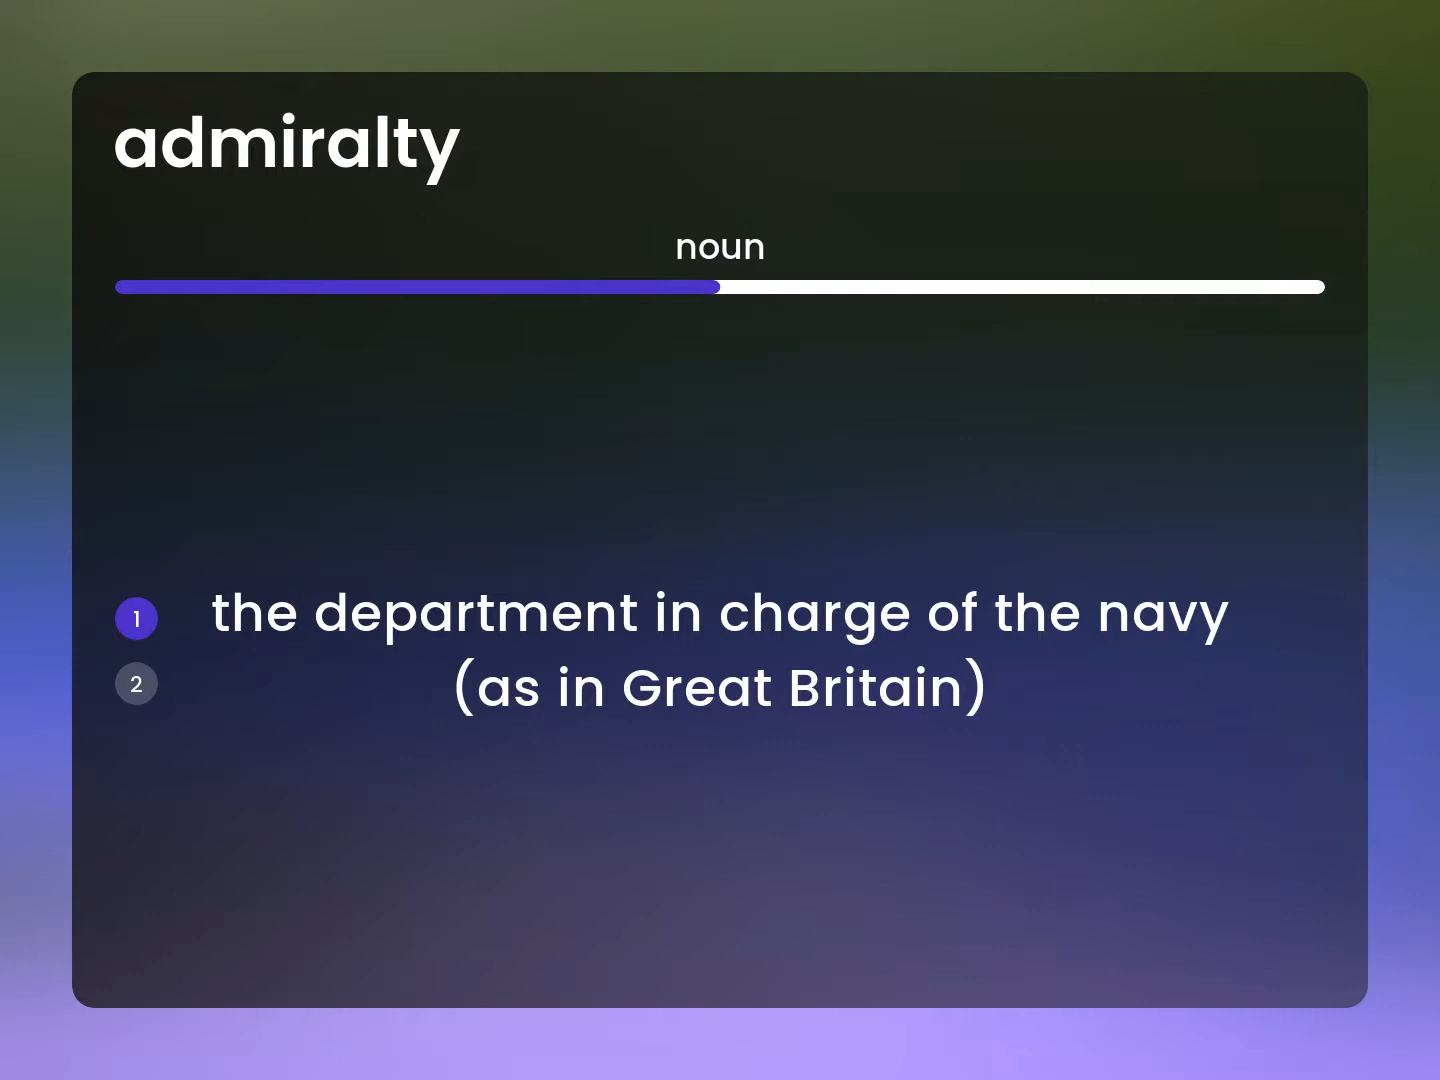 admiralty
noun
1
the department in charge of the navy
2
(as in Great Britain)